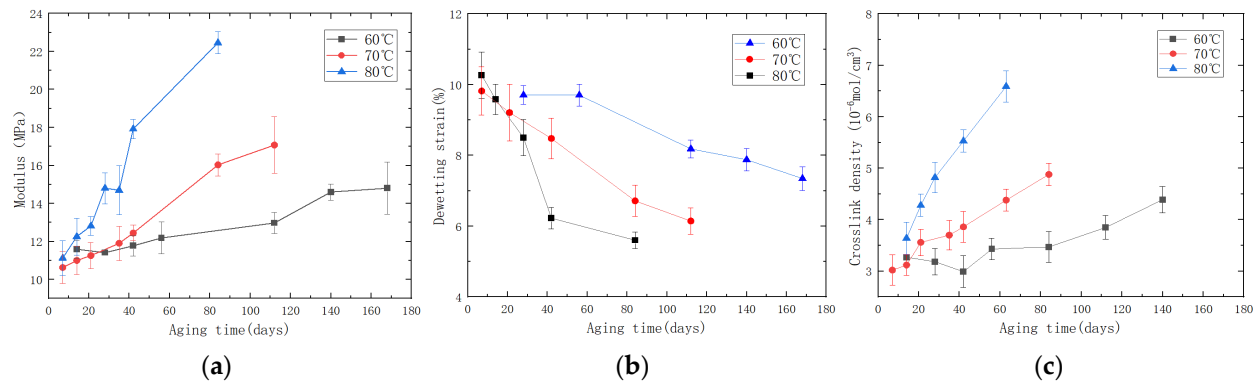 Modulus (MPa)
24
22
20
18
16
14
12
10
0 20 40 60 80 100 120 140 160 180
Aging time(days)
60℃
70℃
80℃
(a)
Dewetting strain(%)
12
10
8
6
4
0 20 40 60 80 100 120 140 160 180
Aging time(days)
60℃
70℃
80℃
(b)
Crosslink density (10⁻⁶mol/cm³)
8
7
6
5
4
3
0 20 40 60 80 100 120 140 160 180
Aging time(days)
60℃
70℃
80℃
(c)